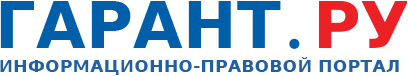 ГАРАНТ.РУ
ИНФОРМАЦИОННО-ПРАВОВОЙ ПОРТАЛ